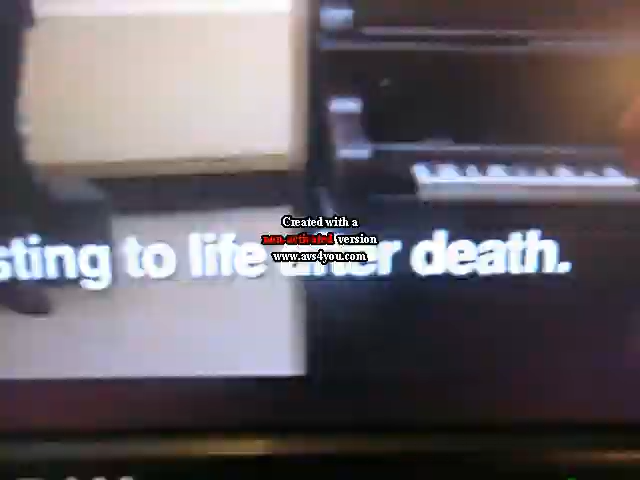 Created with a
non-activated version
www.avs4you.com
sting to life after death.